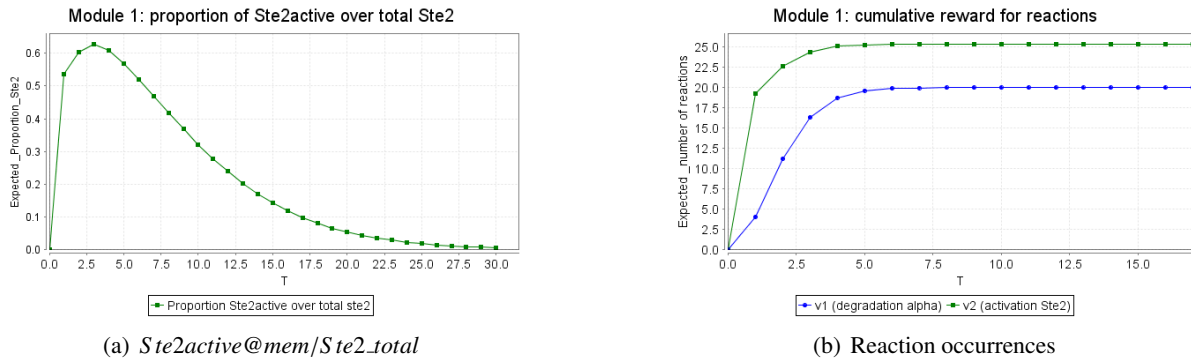 Module 1: proportion of Ste2active over total Ste2
Expected_Proportion_Ste2
0.6
0.5
0.4
0.3
0.2
0.1
0.0
0.0 2.5 5.0 7.5 10.0 12.5 15.0 17.5 20.0 22.5 25.0 27.5 30.0
T
Proportion Ste2active over total ste2
(a) Ste2active@mem/Ste2_total
Module 1: cumulative reward for reactions
Expected_number of reactions
25.0
22.5
20.0
17.5
15.0
12.5
10.0
7.5
5.0
2.5
0.0
0.0 2.5 5.0 7.5 10.0 12.5 15.0
T
v1 (degradation alpha) v2 (activation Ste2)
(b) Reaction occurrences